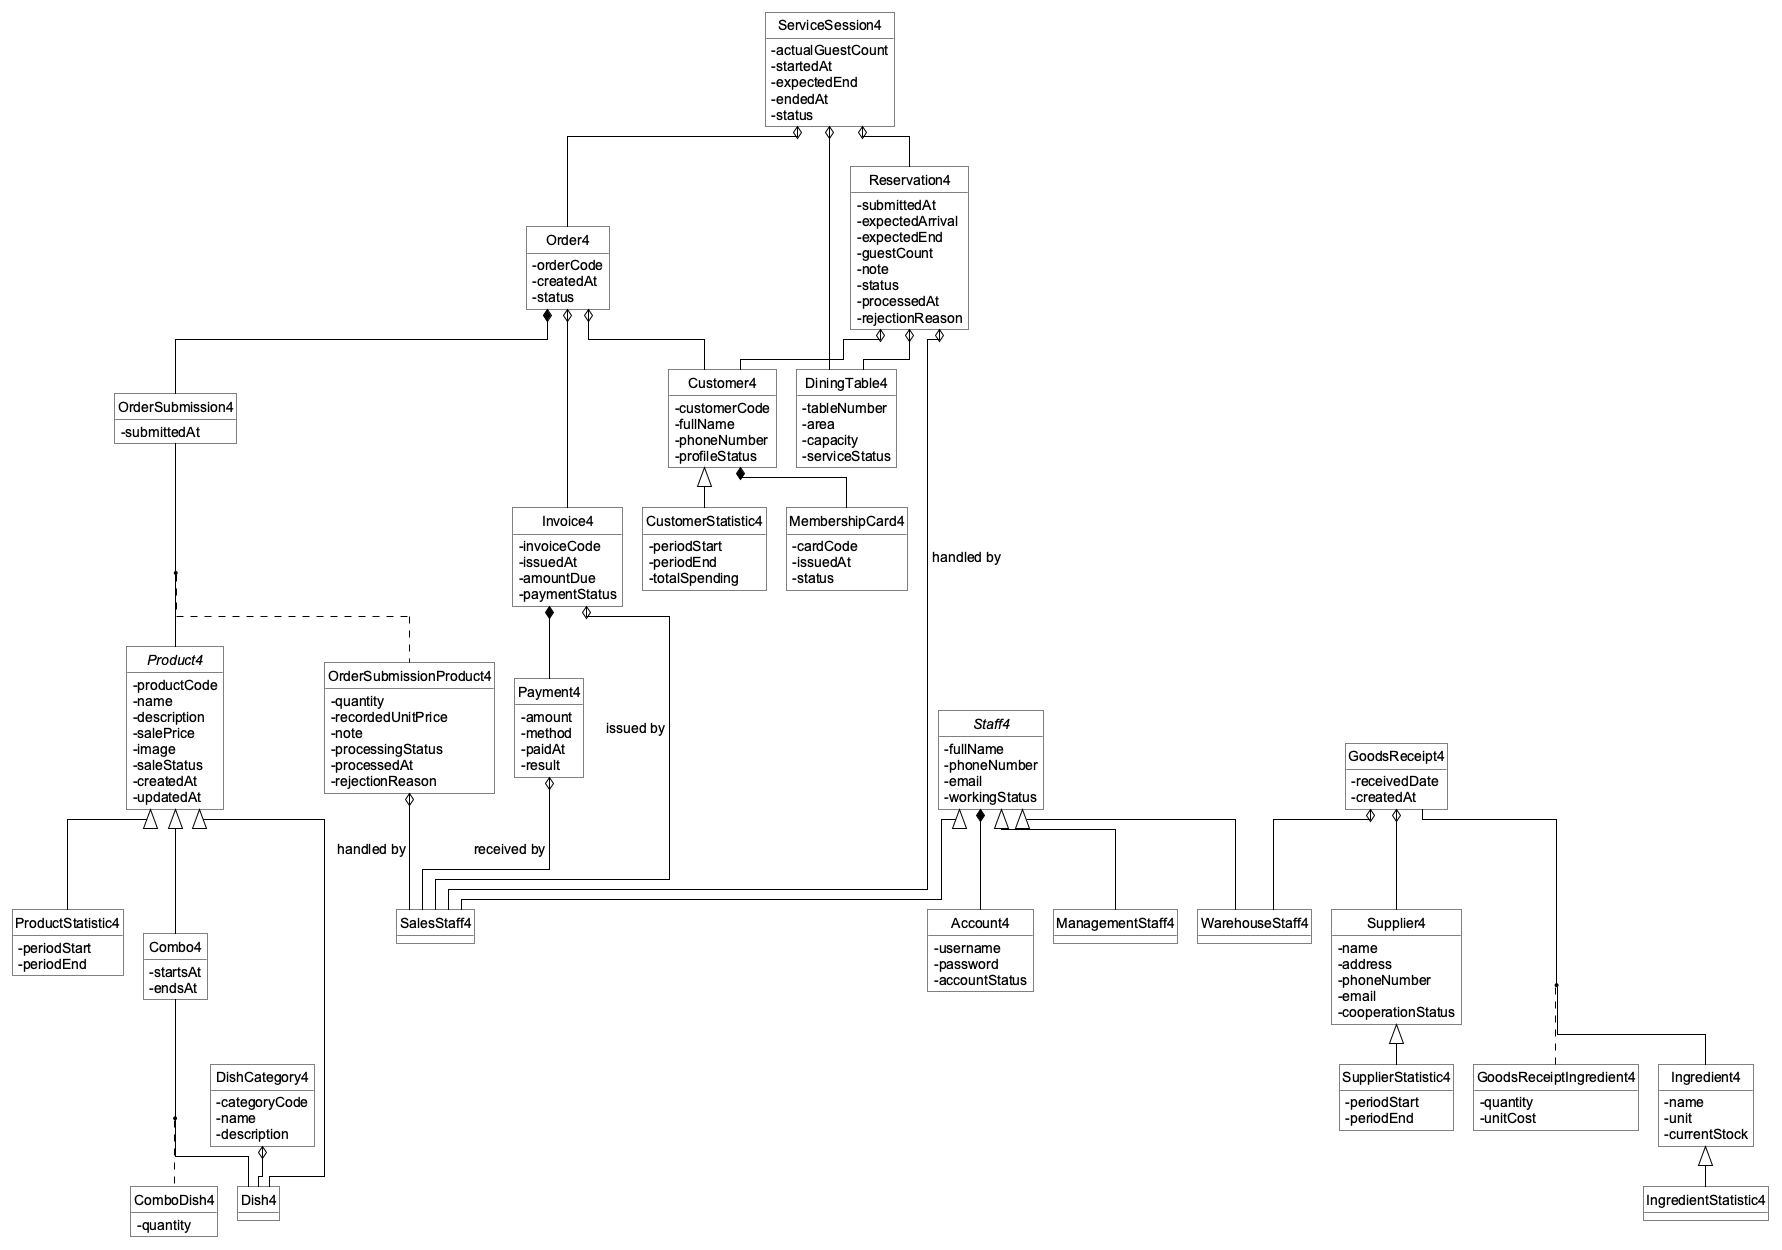 ServiceSession4
-actualGuestCount
-startedAt
-expectedEnd
-endedAt
-status
Reservation4
-submittedAt
-expectedArrival
-expectedEnd
-guestCount
-note
-status
-processedAt
-rejectionReason
Order4
-orderCode
-createdAt
-status
OrderSubmission4
-submittedAt
Customer4
-customerCode
-fullName
-phoneNumber
-profileStatus
DiningTable4
-tableNumber
-area
-capacity
-serviceStatus
Invoice4
-invoiceCode
-issuedAt
-amountDue
-paymentStatus
CustomerStatistic4
-periodStart
-periodEnd
-totalSpending
MembershipCard4
-cardCode
-issuedAt
-status
handled by
Product4
-productCode
-name
-description
-salePrice
-image
-saleStatus
-createdAt
-updatedAt
OrderSubmissionProduct4
-quantity
-recordedUnitPrice
-note
-processingStatus
-processedAt
-rejectionReason
Payment4
-amount
-method
-paidAt
-result
issued by
Staff4
-fullName
-phoneNumber
-email
-workingStatus
GoodsReceipt4
-receivedDate
-createdAt
handled by
received by
ProductStatistic4
-periodStart
-periodEnd
Combo4
-startsAt
-endsAt
SalesStaff4
Account4
-username
-password
-accountStatus
ManagementStaff4
WarehouseStaff4
Supplier4
-name
-address
-phoneNumber
-email
-cooperationStatus
DishCategory4
-categoryCode
-name
-description
SupplierStatistic4
-periodStart
-periodEnd
GoodsReceiptIngredient4
-quantity
-unitCost
Ingredient4
-name
-unit
-currentStock
ComboDish4
-quantity
Dish4
IngredientStatistic4